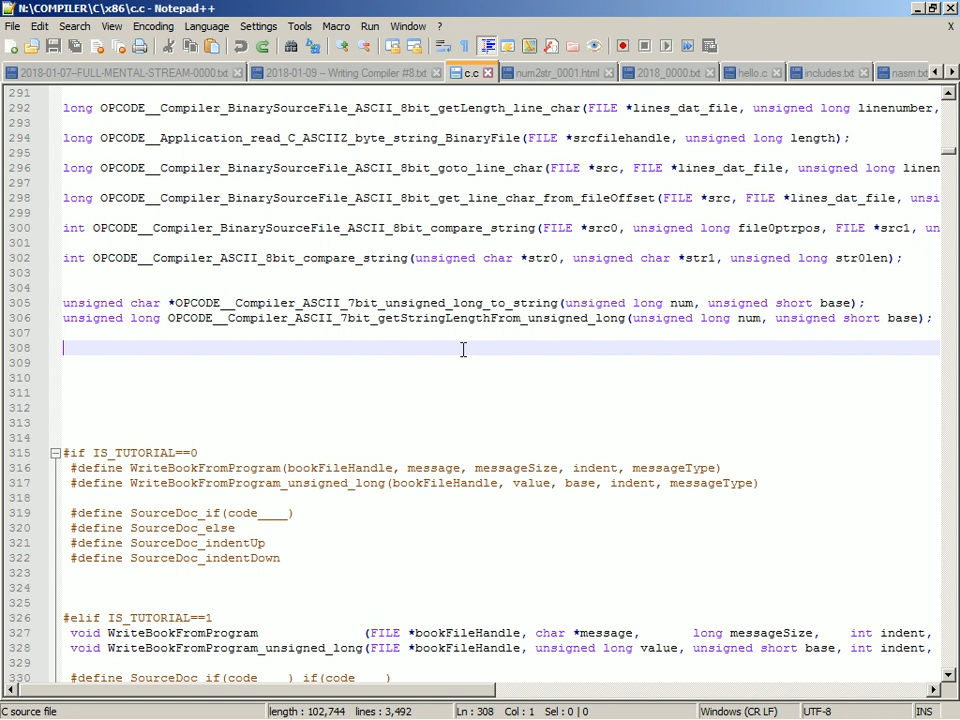 N:\COMPILER\C\x86\c.c - Notepad++
File Edit Search View Encoding Language Settings Tools Macro Run Window ? X
2018-01-07-FULL-MENTAL-STREAM-0000.txt 2018-01-09 -- Writing Compiler #8.txt c.c num2str_0001.html 2018_0000.txt hello.c includes.txt nasm.txt
291
292 long OPCODE__Compiler_BinarySourceFile_ASCII_8bit_getLength_line_char(FILE *lines_dat_file, unsigned long linenumber,
293
294 long OPCODE__Application_read_C_ASCIIZ_byte_string_BinaryFile(FILE *srcfilehandle, unsigned long length);
295
296 long OPCODE__Compiler_BinarySourceFile_ASCII_8bit_goto_line_char(FILE *src, FILE *lines_dat_file, unsigned long linen
297
298 long OPCODE__Compiler_BinarySourceFile_ASCII_8bit_get_line_char_from_fileOffset(FILE *src, FILE *lines_dat_file, unsi
299
300 int OPCODE__Compiler_BinarySourceFile_ASCII_8bit_compare_string(FILE *src0, unsigned long file0ptrpos, FILE *src1, un
301
302 int OPCODE__Compiler_ASCII_8bit_compare_string(unsigned char *str0, unsigned char *str1, unsigned long str0len);
303
304
305 unsigned char *OPCODE__Compiler_ASCII_7bit_unsigned_long_to_string(unsigned long num, unsigned short base);
306 unsigned long OPCODE__Compiler_ASCII_7bit_getStringLengthFrom_unsigned_long(unsigned long num, unsigned short base);
307
308
309
310
311
312
313
314
315 #if IS_TUTORIAL==0
316 #define WriteBookFromProgram(bookFileHandle, message, messageSize, indent, messageType)
317 #define WriteBookFromProgram_unsigned_long(bookFileHandle, value, base, indent, messageType)
318
319 #define SourceDoc_if(code____)
320 #define SourceDoc_else
321 #define SourceDoc_indentUp
322 #define SourceDoc_indentDown
323
324
325
326 #elif IS_TUTORIAL==1
327 void WriteBookFromProgram (FILE *bookFileHandle, char *message, long messageSize, int indent,
328 void WriteBookFromProgram_unsigned_long(FILE *bookFileHandle, unsigned long value, unsigned short base, int indent,
329
330 #define SourceDoc_if(code____) if(code____)
C source file length : 102,744 lines : 3,492 Ln : 308 Col : 1 Sel : 0 | 0 Windows (CR LF) UTF-8 INS